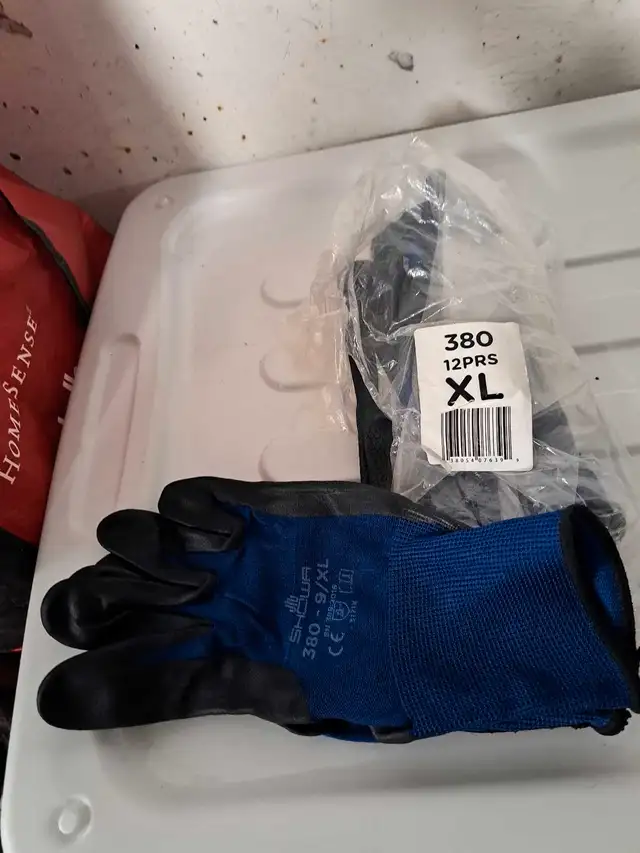 HOMESENSE
380
12PRS
XL
SHOWA
380 - 9/XL
CE